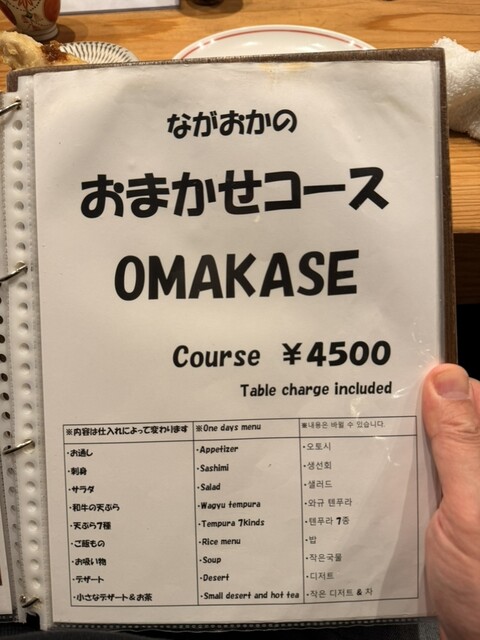 ながおかの
おまかせコース
OMAKASE
Course ¥4500
Table charge included
※内容は仕入れによって変わります
・お通し
・刺身
・サラダ
・和牛の天ぷら
・天ぷら7種
・ご飯もの
・お吸い物
・デザート
・小さなデザート&お茶
※One days menu
・Appetizer
・Sashimi
・Salad
・Wagyu tempura
・Tempura 7Kinds
・Rice menu
・Soup
・Desert
・Small desert and hot tea
※내용은 바뀔 수 있습니다.
・오토시
・생선회
・샐러드
・와규 텐푸라
・텐푸라 7종
・밥
・작은국물
・디저트
・작은 디저트 & 차